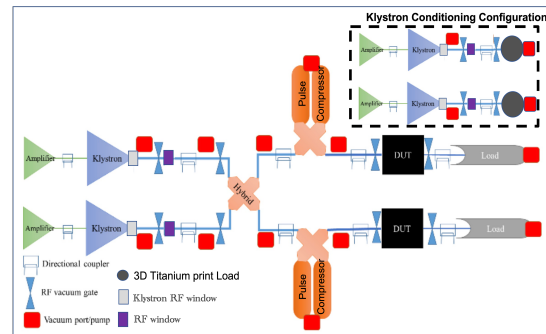 Klystron Conditioning Configuration
Amplifier
Klystron
Amplifier
Klystron
Pulse
Compressor
Amplifier
Klystron
DUT
Load
Hybrid
Amplifier
Klystron
DUT
Load
Directional coupler
RF vacuum gate
Vacuum port/pump
3D Titanium print Load
Klystron RF window
RF window
Pulse
Compressor